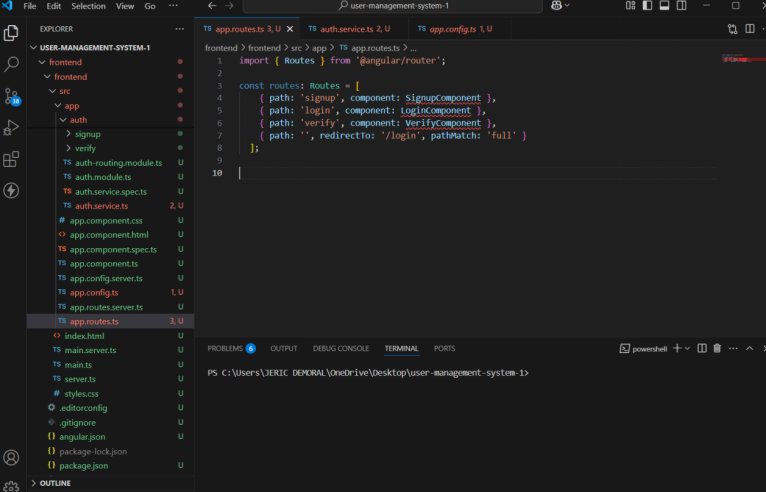 File Edit Selection View Go ··· user-management-system-1
EXPLORER ···
USER-MANAGEMENT-SYSTEM-1
frontend
frontend
src
app
auth
signup
verify
TS auth-routing.module.ts U
TS auth.module.ts U
TS auth.service.spec.ts U
TS auth.service.ts 2, U
# app.component.css U
<> app.component.html U
TS app.component.spec.ts U
TS app.component.ts U
TS app.config.server.ts U
TS app.config.ts 1, U
TS app.routes.server.ts U
TS app.routes.ts 3, U
<> index.html U
TS main.server.ts U
TS main.ts U
TS server.ts U
# styles.css U
.editorconfig U
.gitignore U
{} angular.json U
{} package-lock.json
{} package.json U
OUTLINE
38
TS app.routes.ts 3, U TS auth.service.ts 2, U TS app.config.ts 1, U
frontend > frontend > src > app > TS app.routes.ts > ...
1 import { Routes } from '@angular/router';
2
3 const routes: Routes = [
4 { path: 'signup', component: SignupComponent },
5 { path: 'login', component: LoginComponent },
6 { path: 'verify', component: VerifyComponent },
7 { path: '', redirectTo: '/login', pathMatch: 'full' }
8 ];
9
10
PROBLEMS 6 OUTPUT DEBUG CONSOLE TERMINAL PORTS powershell
PS C:\Users\JERIC DEMORAL\OneDrive\Desktop\user-management-system-1>